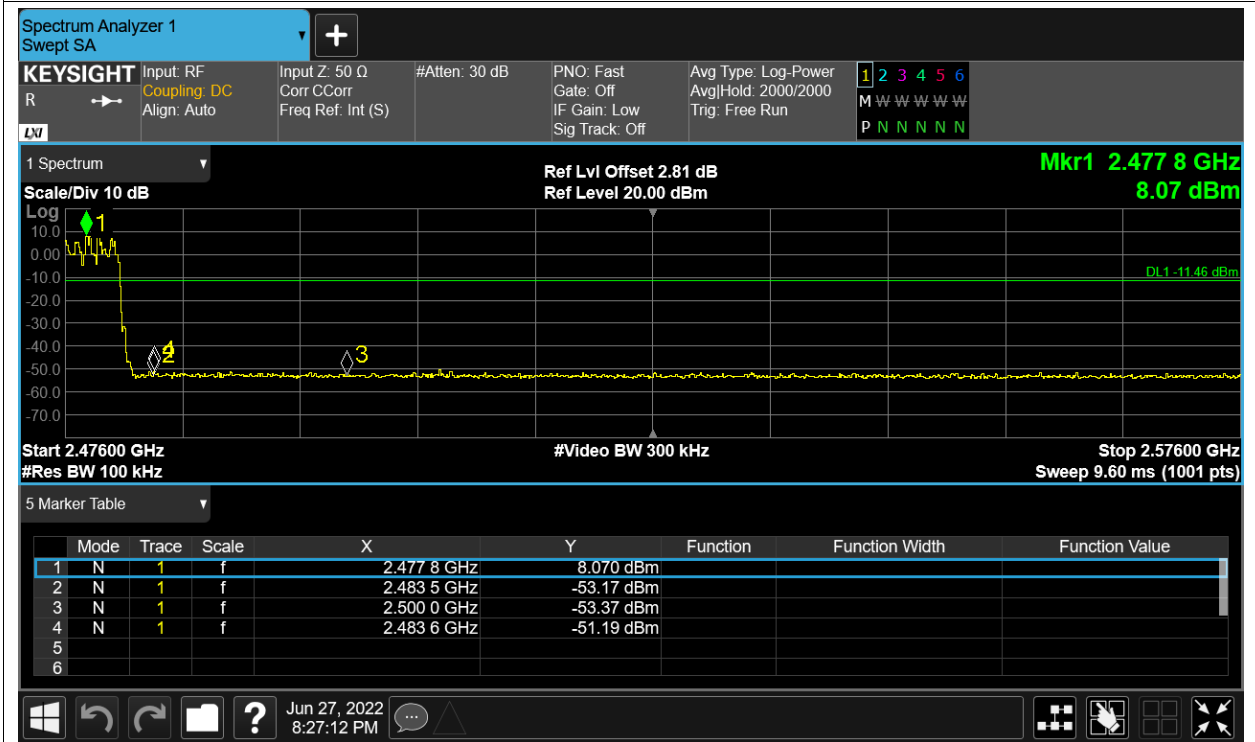 Spectrum Analyzer 1
Swept SA
+
KEYSIGHT
R
LXI
Input: RF
Coupling: DC
Align: Auto
Input Z: 50 Ω
Corr CCorr
Freq Ref: Int (S)
#Atten: 30 dB
PNO: Fast
Gate: Off
IF Gain: Low
Sig Track: Off
Avg Type: Log-Power
Avg|Hold: 2000/2000
Trig: Free Run
1 2 3 4 5 6
M W W W W W
P N N N N N
1 Spectrum
Scale/Div 10 dB
Ref Lvl Offset 2.81 dB
Ref Level 20.00 dBm
Mkr1 2.477 8 GHz
8.07 dBm
Log
10.0
0.00
-10.0
-20.0
-30.0
-40.0
-50.0
-60.0
-70.0
1
DL1 -11.46 dBm
4
2
3
Start 2.47600 GHz
#Res BW 100 kHz
#Video BW 300 kHz
Stop 2.57600 GHz
Sweep 9.60 ms (1001 pts)
5 Marker Table
Mode Trace Scale X Y Function Function Width Function Value
1 N 1 f 2.477 8 GHz 8.070 dBm
2 N 1 f 2.483 5 GHz -53.17 dBm
3 N 1 f 2.500 0 GHz -53.37 dBm
4 N 1 f 2.483 6 GHz -51.19 dBm
5
6
?
Jun 27, 2022
8:27:12 PM